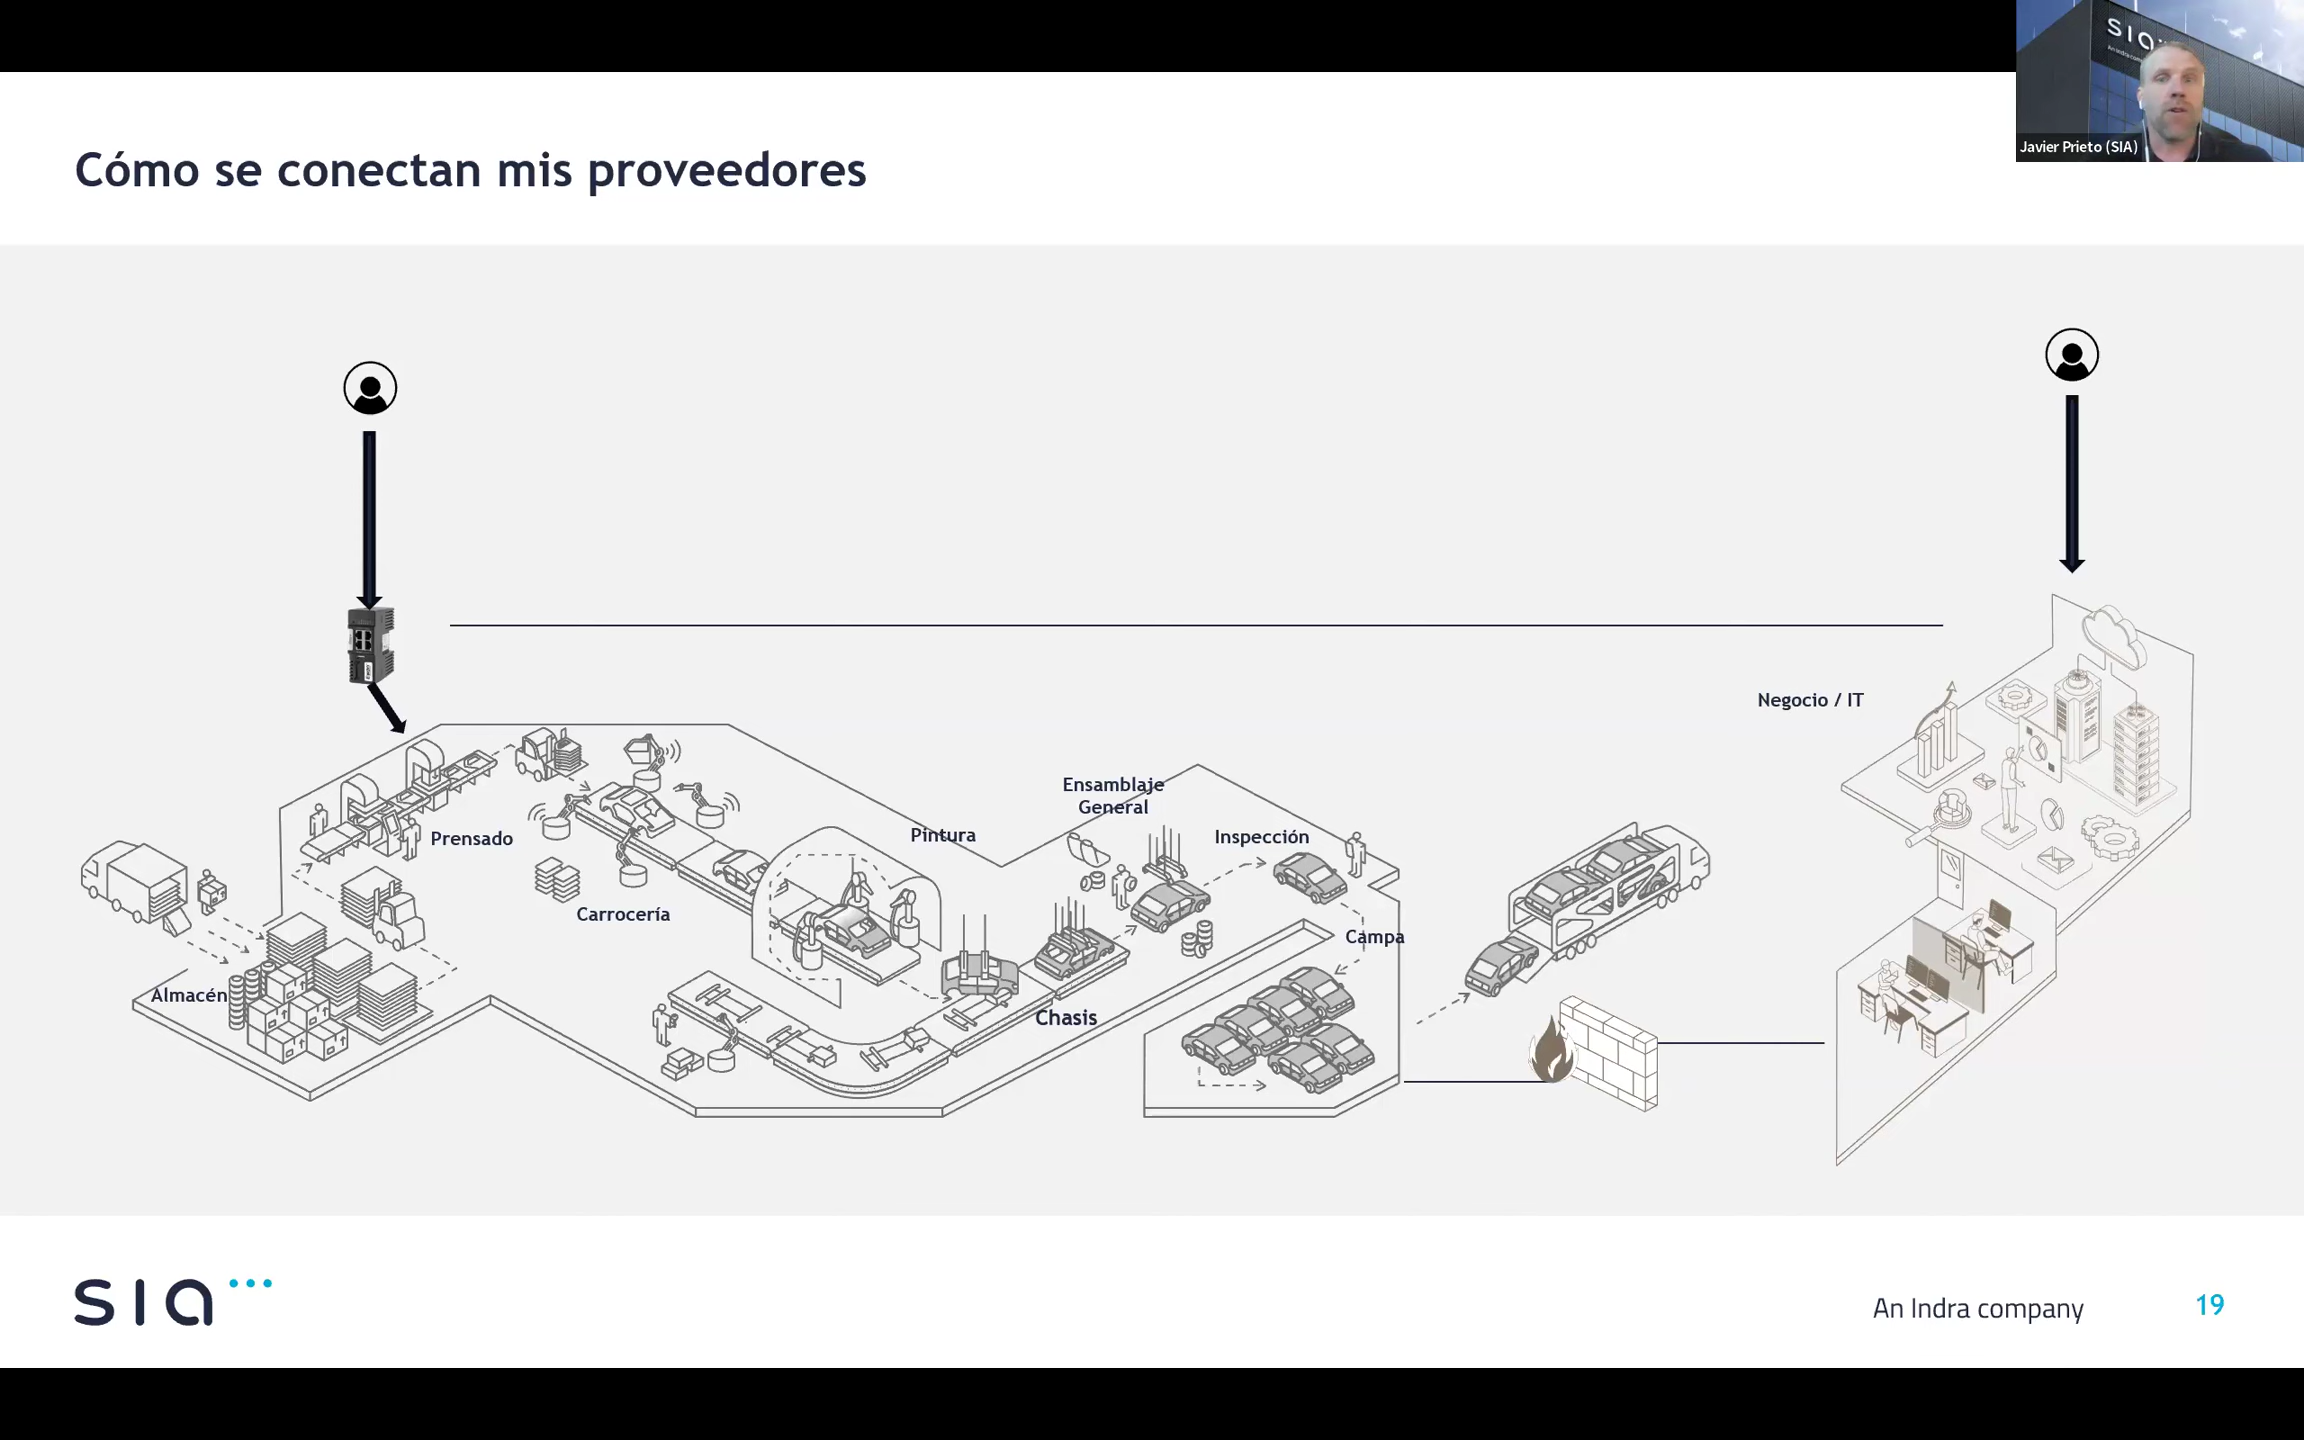 SIA
Javier Prieto (SIA)
Cómo se conectan mis proveedores
Negocio / IT
Ensamblaje
General
Prensado
Pintura
Inspección
Carrocería
Campa
Almacén
Chasis
sia
An Indra company
19